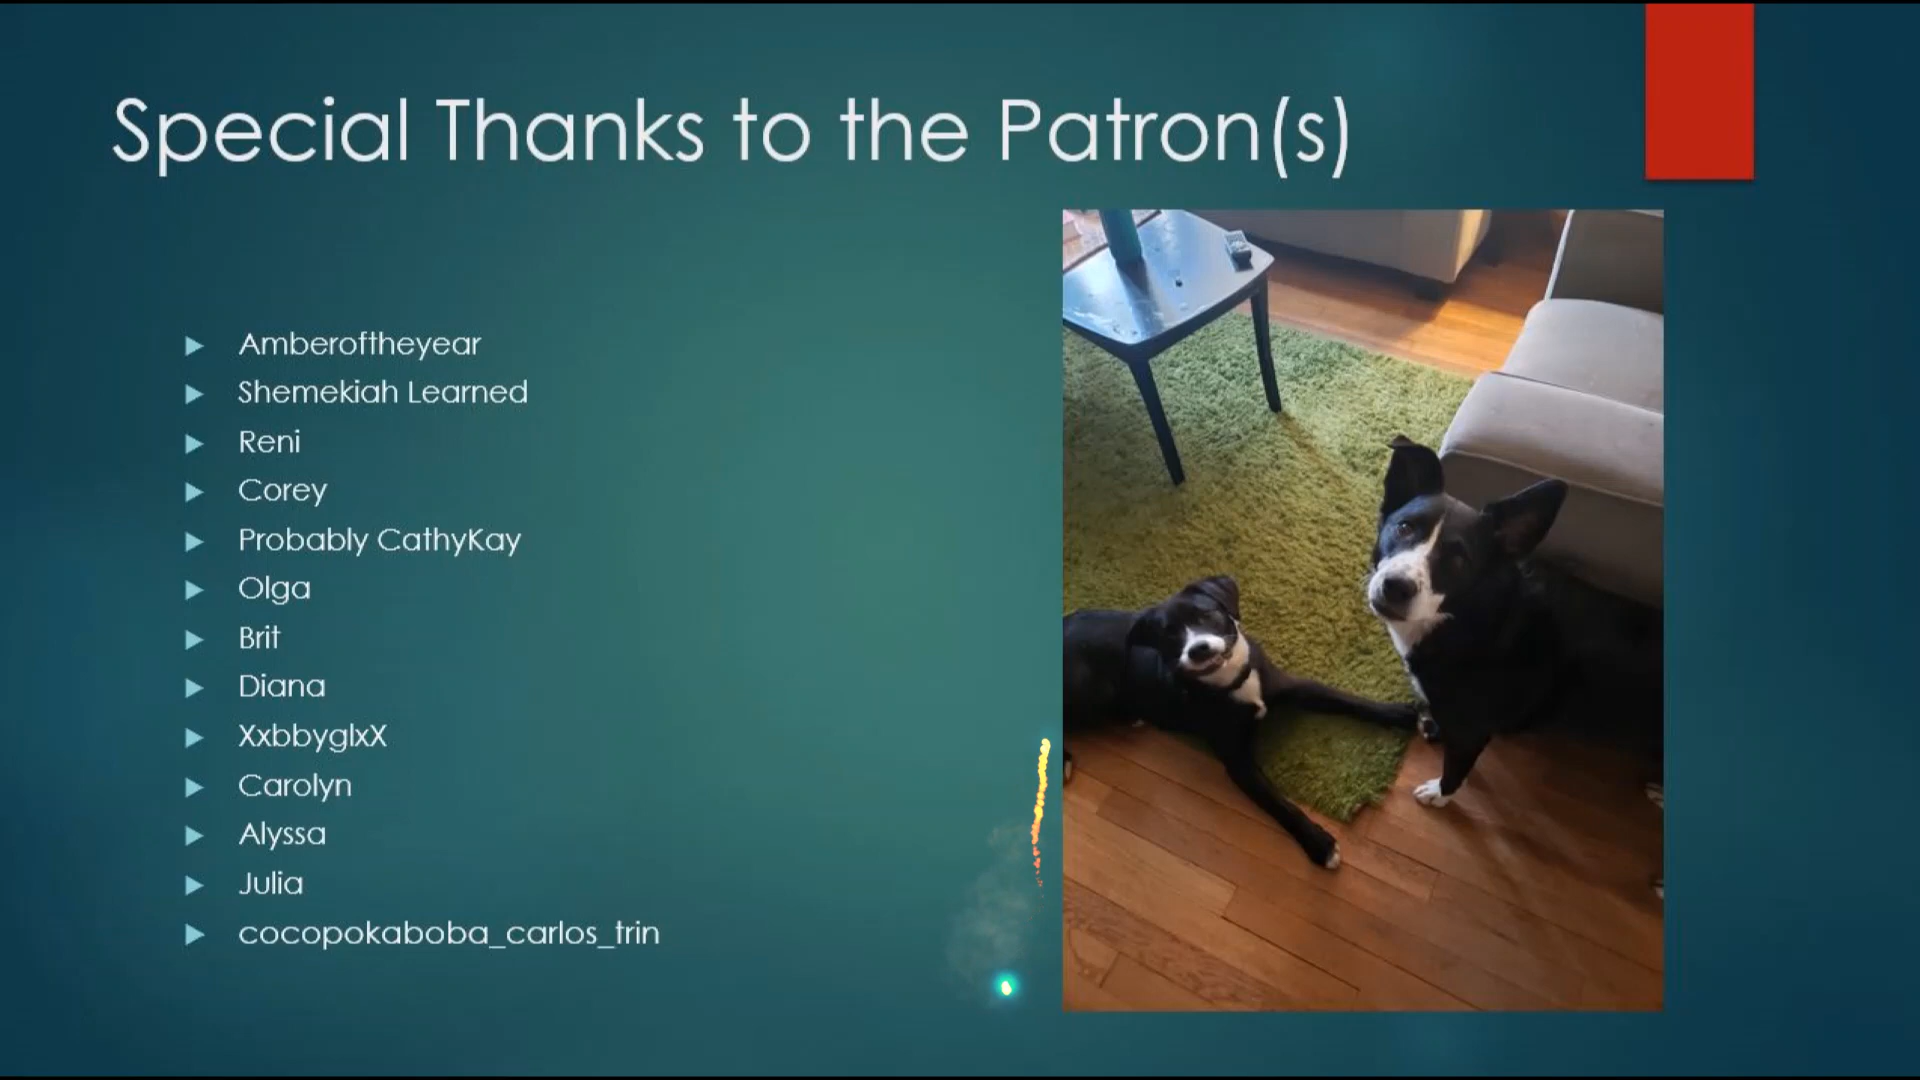 Special Thanks to the Patron(s)
Amberoftheyear
Shemekiah Learned
Reni
Corey
Probably CathyKay
Olga
Brit
Diana
XxbbyglxX
Carolyn
Alyssa
Julia
cocopokaboba_carlos_trin